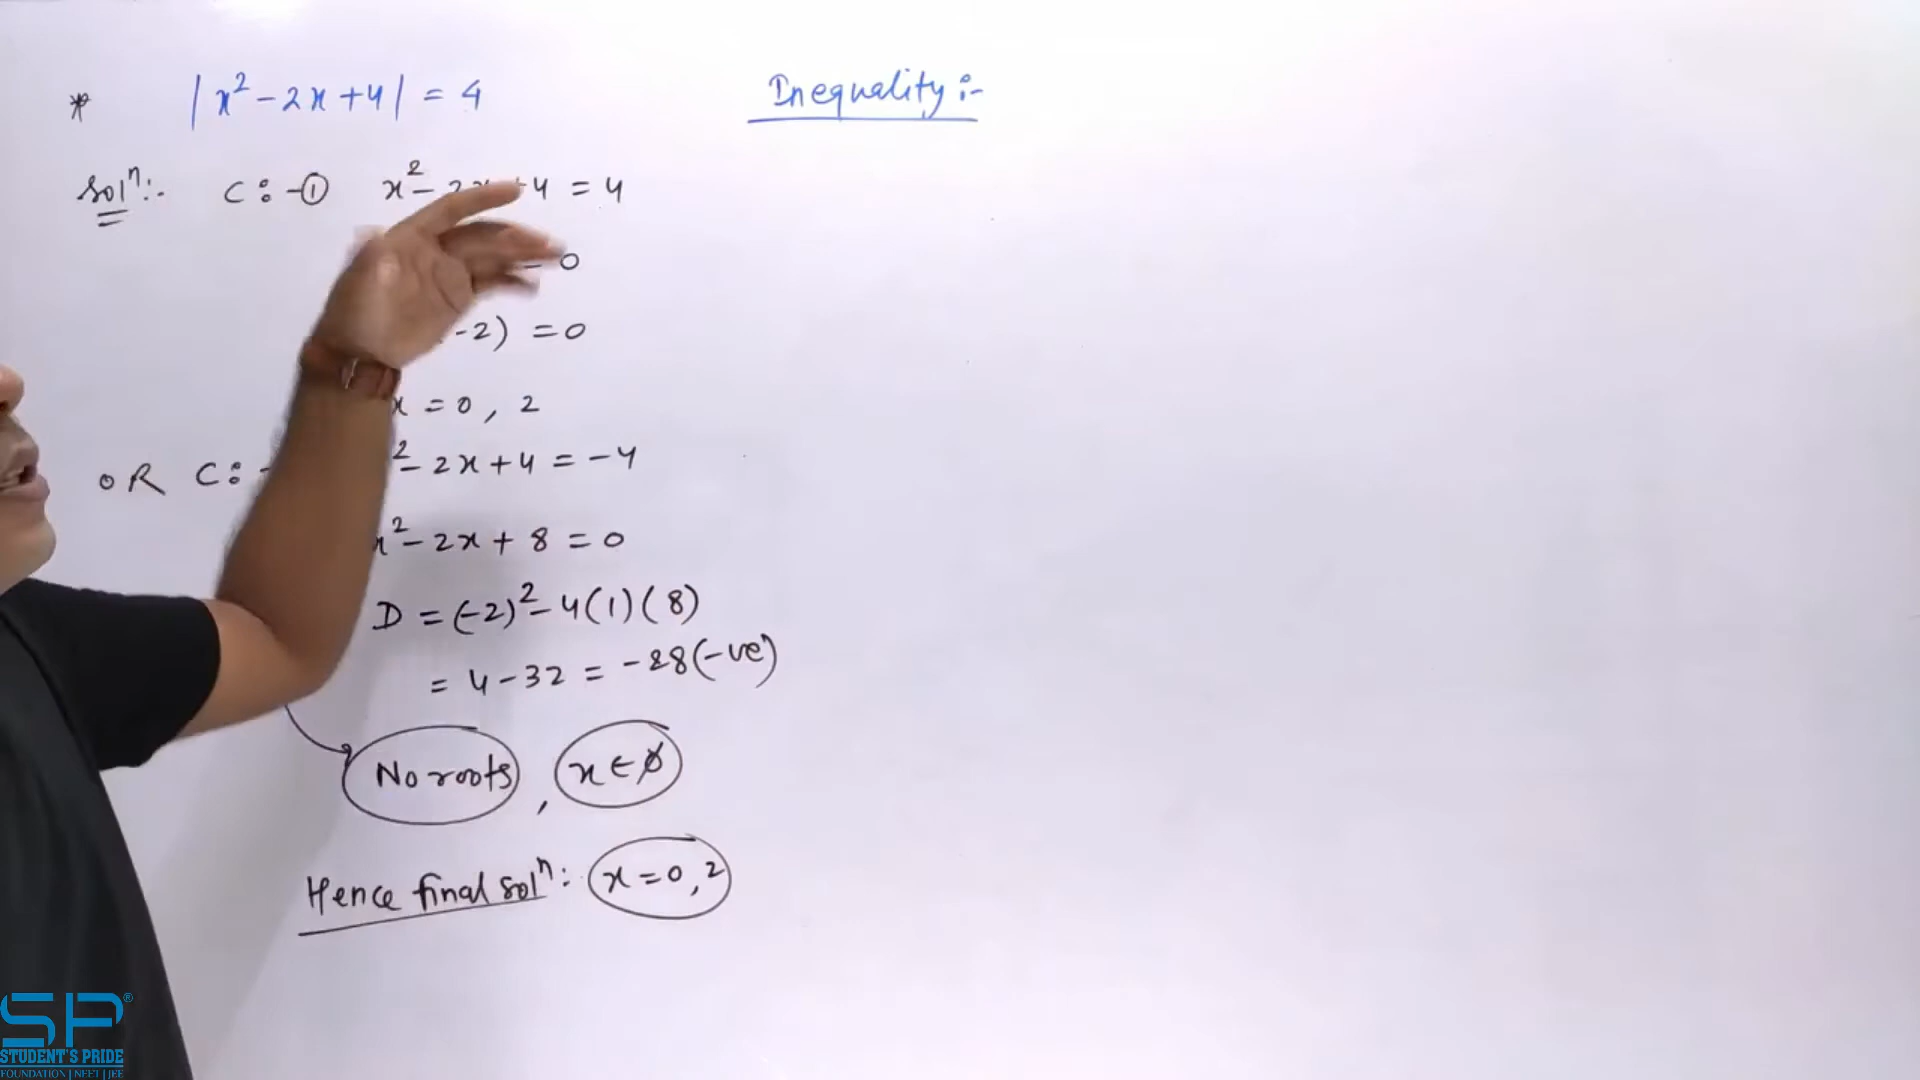 * |x² - 2x + 4| = 4
Solⁿ:- C:-① x² - 2x + 4 = 4
- 0
-2) = 0
x = 0, 2
OR C:- ² - 2x + 4 = -4
x² - 2x + 8 = 0
D = (-2)² - 4(1)(8)
= 4 - 32 = -28(-ve)
No roots, x ∈ ∅
Hence final solⁿ: x = 0, 2
Inequality:-
SP®
STUDENT'S PRIDE
FOUNDATION | NEET | JEE